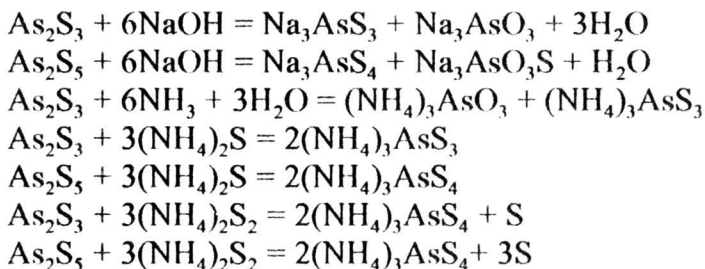 As₂S₃ + 6NaOH = Na₃AsS₃ + Na₃AsO₃ + 3H₂O
As₂S₅ + 6NaOH = Na₃AsS₄ + Na₃AsO₃S + H₂O
As₂S₃ + 6NH₃ + 3H₂O = (NH₄)₃AsO₃ + (NH₄)₃AsS₃
As₂S₃ + 3(NH₄)₂S = 2(NH₄)₃AsS₃
As₂S₅ + 3(NH₄)₂S = 2(NH₄)₃AsS₄
As₂S₃ + 3(NH₄)₂S₂ = 2(NH₄)₃AsS₄ + S
As₂S₅ + 3(NH₄)₂S₂ = 2(NH₄)₃AsS₄+ 3S